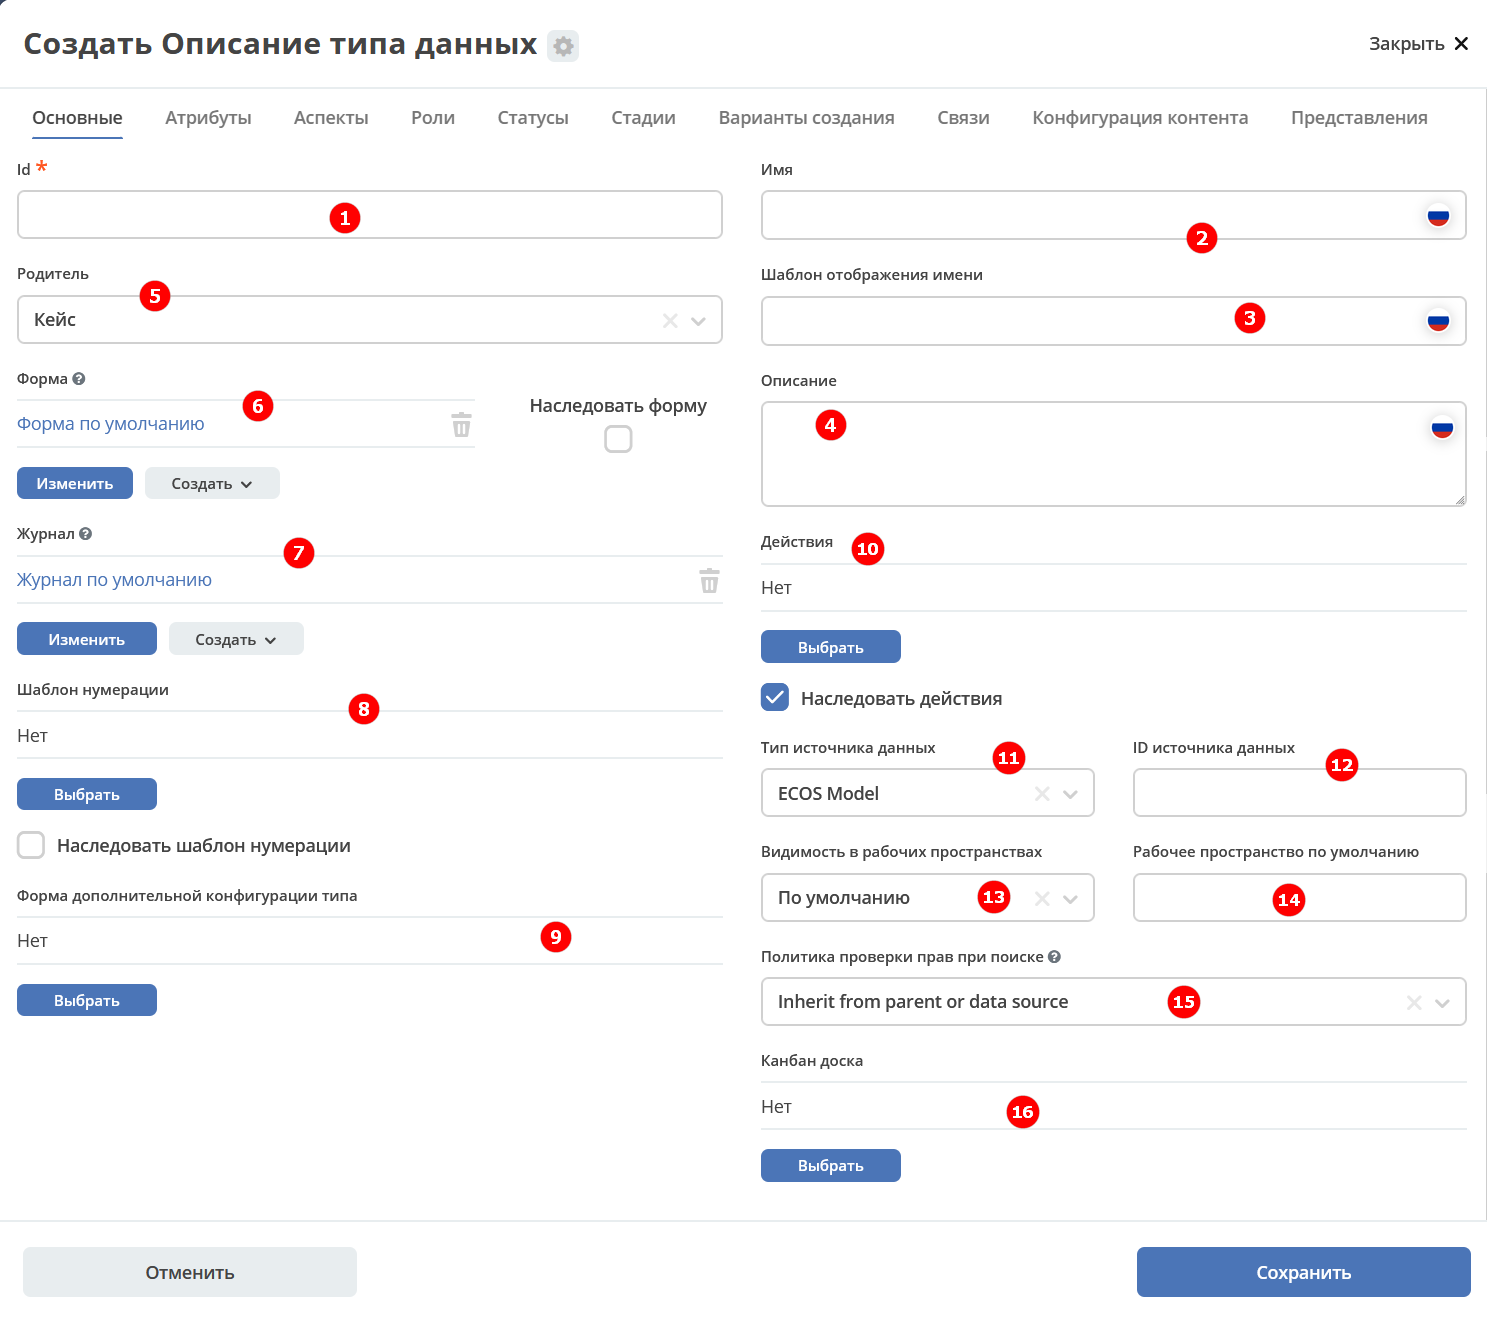 Создать Описание типа данных
Закрыть
Основные Атрибуты Аспекты Роли Статусы Стадии Варианты создания Связи Конфигурация контента Представления
Id *
1
Родитель
5
Кейс
Форма
6
Форма по умолчанию
Наследовать форму
Изменить Создать
Журнал
7
Журнал по умолчанию
Изменить Создать
Шаблон нумерации
8
Нет
Выбрать
Наследовать шаблон нумерации
Форма дополнительной конфигурации типа
9
Нет
Выбрать
Имя
2
Шаблон отображения имени
3
Описание
4
Действия
10
Нет
Выбрать
Наследовать действия
Тип источника данных
11
ECOS Model
ID источника данных
12
Видимость в рабочих пространствах
По умолчанию
13
Рабочее пространство по умолчанию
14
Политика проверки прав при поиске
Inherit from parent or data source
15
Канбан доска
Нет
16
Выбрать
Отменить
Сохранить